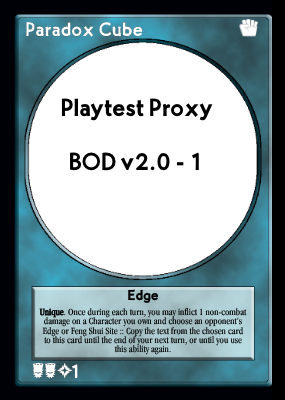 Paradox Cube
Playtest Proxy
BOD v2.0 - 1
Edge
Unique. Once during each turn, you may inflict 1 non-combat
damage on a Character you own and choose an opponent's
Edge or Feng Shui Site :: Copy the text from the chosen card
to this card until the end of your next turn, or until you use
this ability again.
1